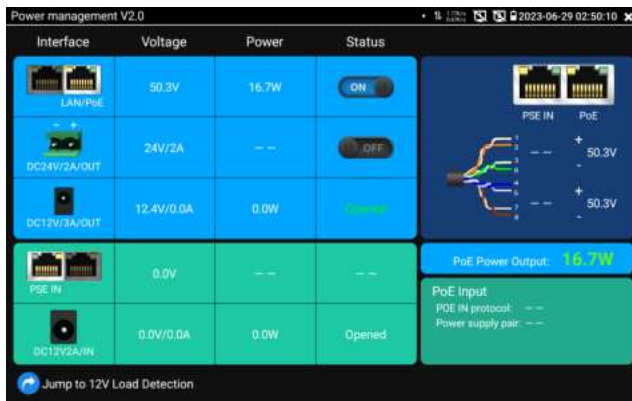 Power management V2.0
2023-06-29 02:50:10
Interface Voltage Power Status
LAN/PoE 50.3V 16.7W ON
DC24V/2A/OUT 24V/2A -- OFF
DC12V/3A/OUT 12.4V/0.0A 0.0W Opened
PSE IN 0.0V -- --
DC12V2A/IN 0.0V/0.0A 0.0W Opened
PSE IN PoE
-- + 50.3V -
-- + 50.3V -
PoE Power Output: 16.7W
PoE Input
POE IN protocol: --
Power supply pair: --
Jump to 12V Load Detection